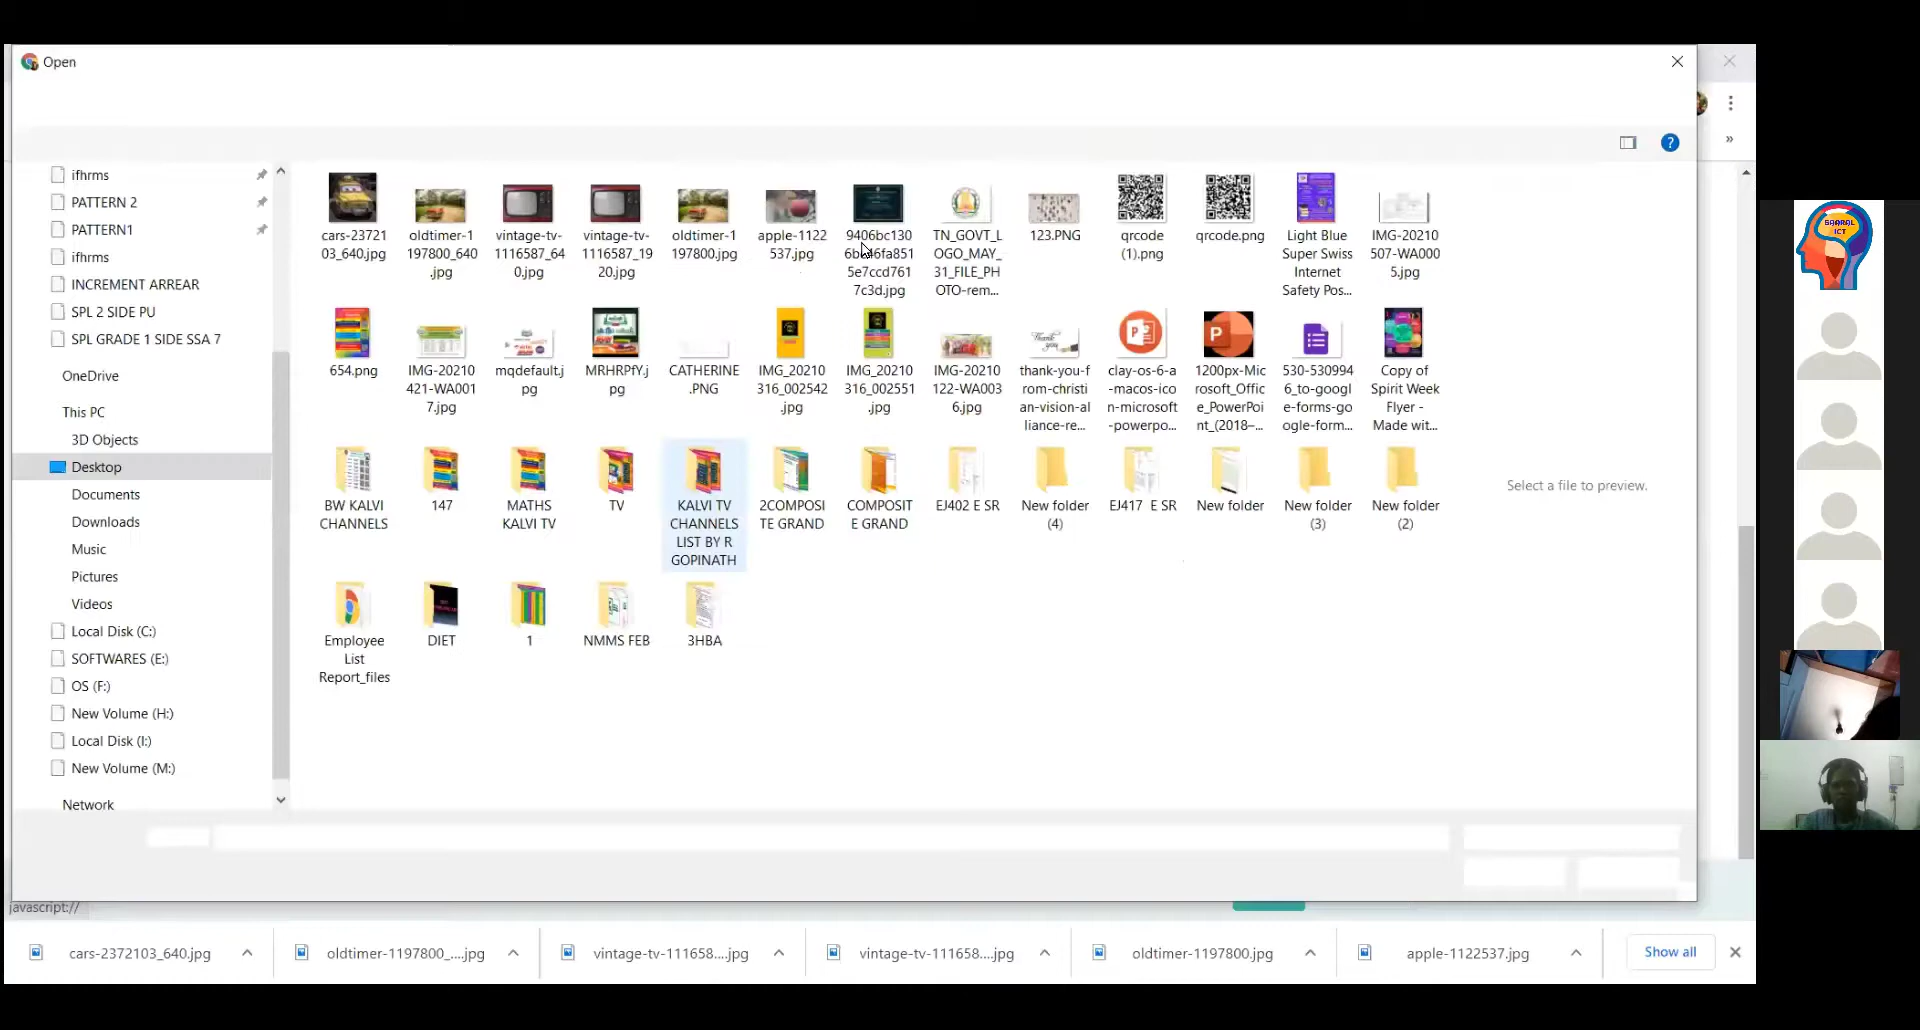 Open
?
»
ifhrms
PATTERN 2
PATTERN1
ifhrms
INCREMENT ARREAR
SPL 2 SIDE PU
SPL GRADE 1 SIDE SSA 7
OneDrive
This PC
3D Objects
Desktop
Documents
Downloads
Music
Pictures
Videos
Local Disk (C:)
SOFTWARES (E:)
OS (F:)
New Volume (H:)
Local Disk (I:)
New Volume (M:)
Network
cars-23721
03_640.jpg
oldtimer-1
197800_640
.jpg
vintage-tv-
1116587_64
0.jpg
vintage-tv-
1116587_19
20.jpg
oldtimer-1
197800.jpg
apple-1122
537.jpg
9406bc130
5e7ccd761
7c3d.jpg
TN_GOVT_L
OGO_MAY_
31_FILE_PH
OTO-rem...
123.PNG
qrcode
(1).png
qrcode.png
Light Blue
Super Swiss
Internet
Safety Pos...
IMG-20210
507-WA000
5.jpg
654.png
IMG-20210
421-WA001
7.jpg
mqdefault.j
pg
MRHRPfY.j
pg
CATHERINE
.PNG
IMG_2021​0
316_002542
.jpg
IMG_20210
316_002551
.jpg
IMG-20210
122-WA003
6.jpg
thank-you-f
rom-christi
an-vision-al
liance-re...
clay-os-6-a
-macos-ico
n-microsoft
-powerpo...
1200px-Mic
rosoft_Offic
e_PowerPoi
nt_(2018–...
530-530994
6_to-googl
e-forms-go
ogle-form...
Copy of
Spirit Week
Flyer -
Made wit...
BW KALVI
CHANNELS
147
MATHS
KALVI TV
TV
KALVI TV
CHANNELS
LIST BY R
GOPINATH
2COMPOSI
TE GRAND
COMPOSIT
E GRAND
EJ402 E SR
New folder
(4)
EJ417 E SR
New folder
New folder
(3)
New folder
(2)
Employee
List
Report_files
DIET
1
NMMS FEB
3HBA
Select a file to preview.
SAARAL
ICT
javascript://
cars-2372103_640.jpg
oldtimer-1197800_....jpg
vintage-tv-111658....jpg
vintage-tv-111658....jpg
oldtimer-1197800.jpg
apple-1122537.jpg
Show all